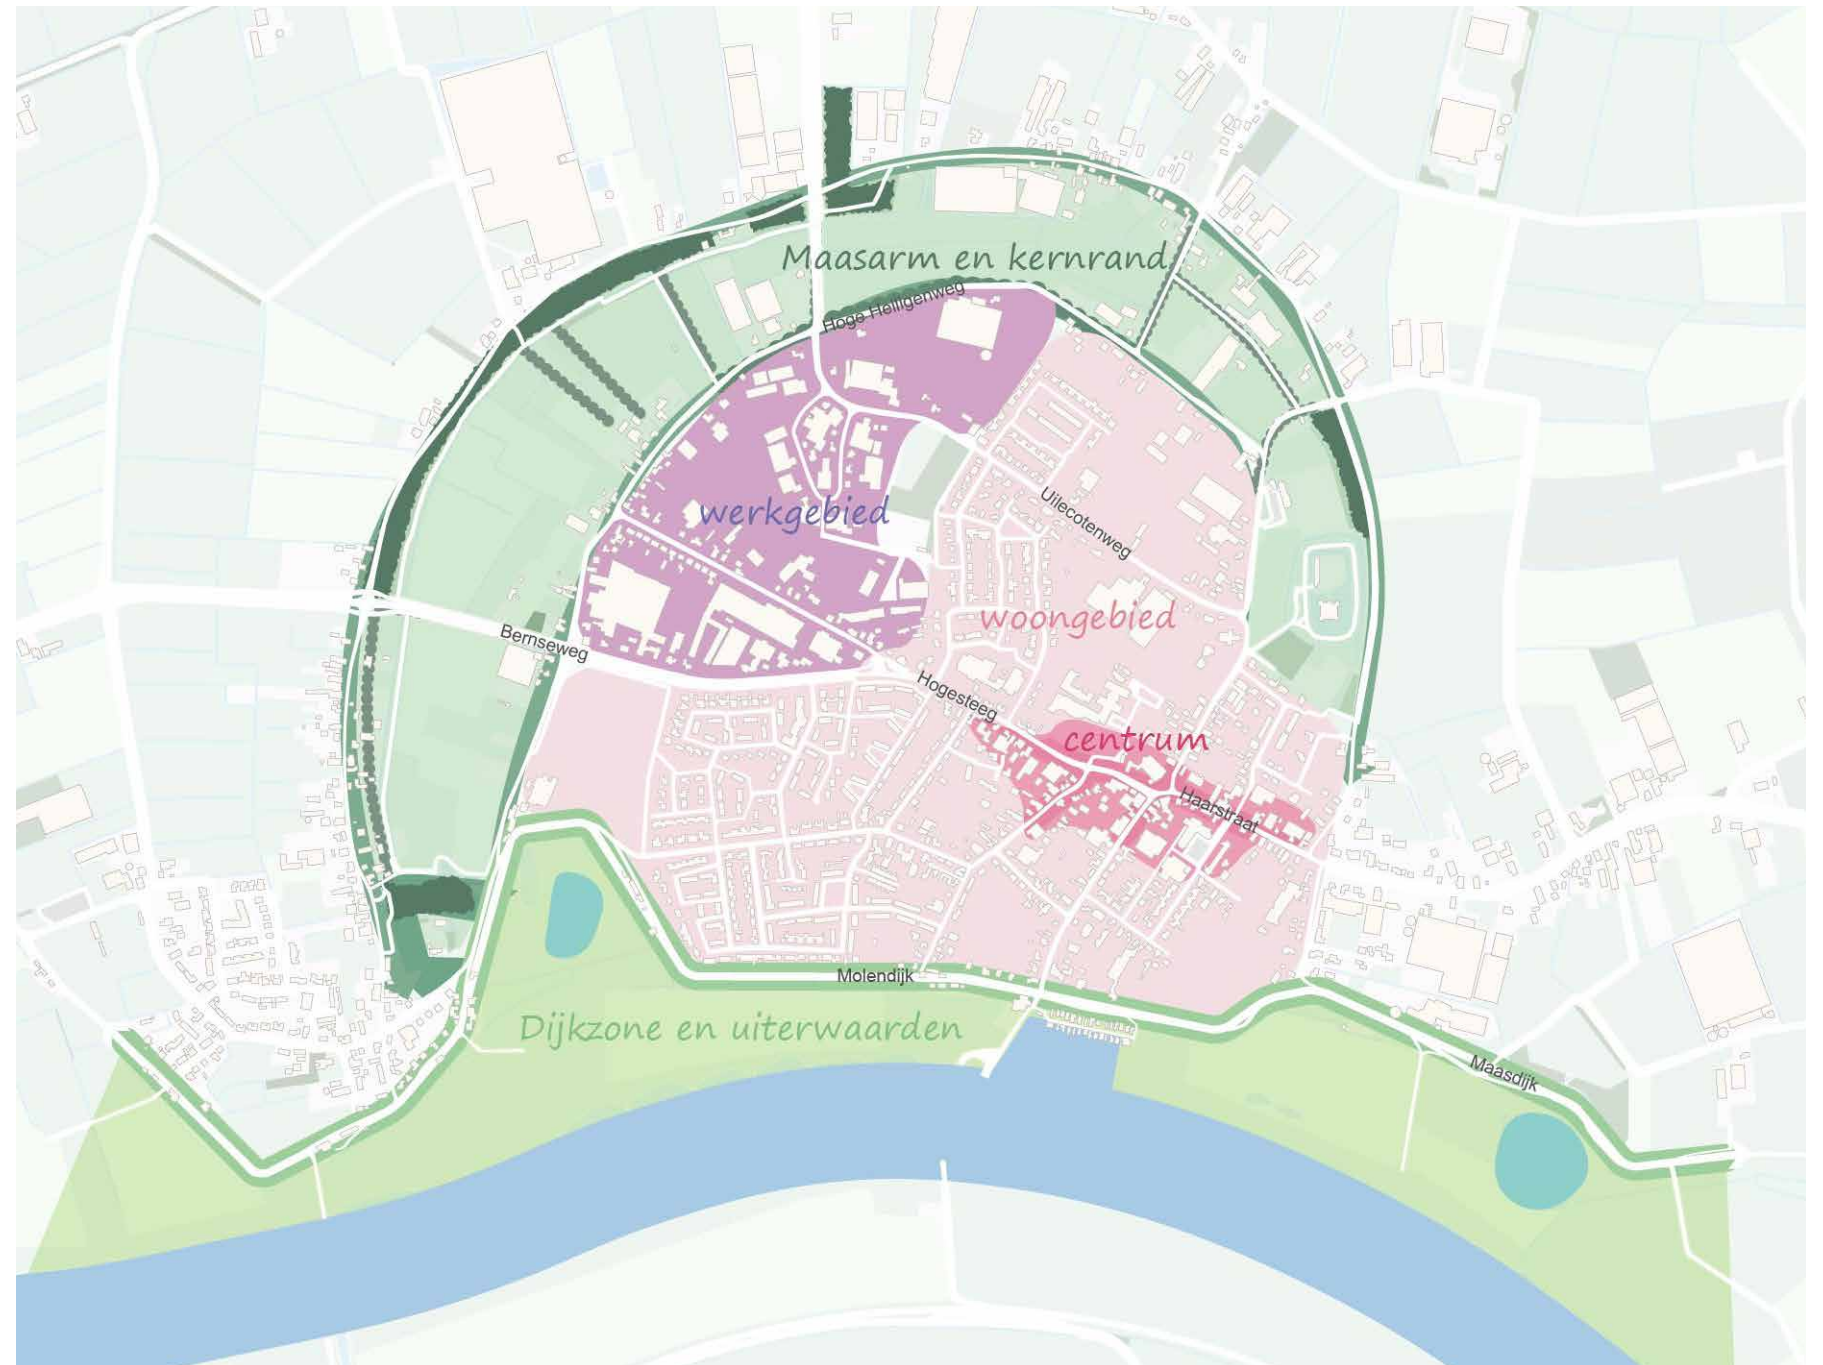 Maasarm en kernrand
Hoge Heiligenweg
werkgebied
Uilecotenweg
woongebied
Bernseweg
Hogesteeg
centrum
Haarstraat
Molendijk
Dijkzone en uiterwaarden
Maasdijk